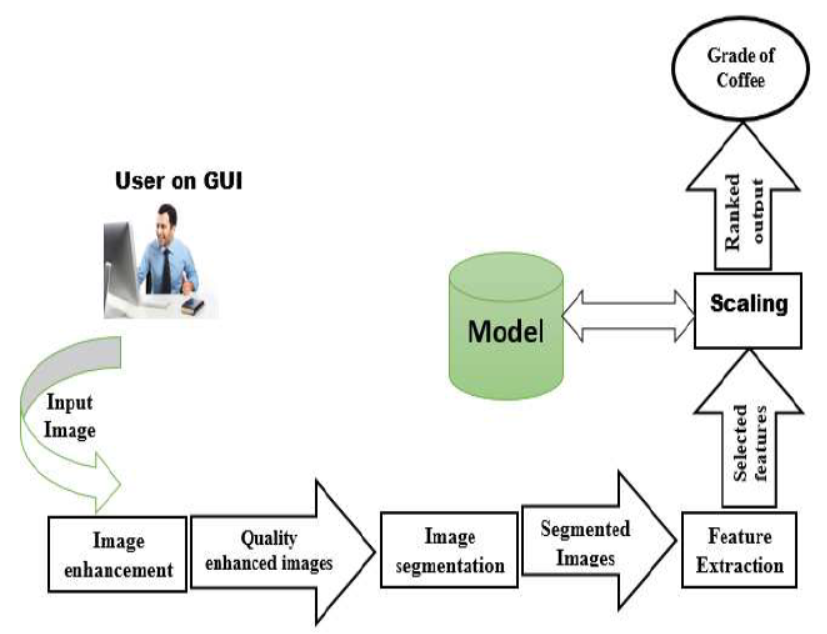 Grade of
Coffee
User on GUI
Ranked
output
Model
Scaling
Input
Image
Selected
features
Image
enhancement
Quality
enhanced images
Image
segmentation
Segmented
Images
Feature
Extraction